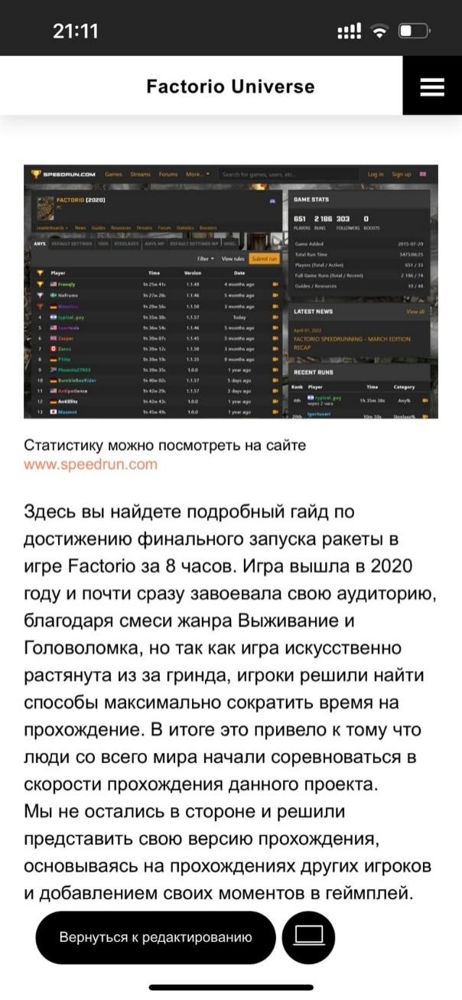 21:11
Factorio Universe
SPEEDRUN.COM Games Streams Forums More... Search for games, users, etc... Log in Sign up
FACTORIO (2020)
PC
Leaderboards News Guides Resources Streams Forum Statistics Boosters
ANY% DEFAULT SETTINGS 100% STEELAXE% ANY% MP DEFAULT SETTINGS MP MISC.
Filter View rules Submit run
Player Time Version Date
Franqly 1h 25m 41s 1.1.49 4 months ago
Nefrums 1h 27m 29s 1.1.46 5 months ago
1h 29m 56s 1.1.50 3 months ago
4 typical_guy 1h 35m 38s 1.1.57 Today
5 1h 36m 54s 1.1.46 5 months ago
6 Zaspar 1h 39m 07s 1.1.45 5 months ago
7 1h 39m 12s 1.1.50 3 months ago
8 1h 39m 19s 1.1.35 9 months ago
9 Phoenix27833 1h 39m 35s 1.0.0 1 year ago
10 BumbleBeeRider 1h 40m 02s 1.1.57 5 days ago
11 Antipatience 1h 42m 29s 1.1.57 3 days ago
12 AntiElitz 1h 42m 43s 1.0.0 1 year ago
13 1h 45m 49s 1.0.0 1 year ago
GAME STATS
651 2 186 303 0
PLAYERS RUNS FOLLOWERS BOOSTS
Game Added 2015-07-20
Total Run Time 5475:06:25
Players (Total / Active) 651 / 33
Full Game Runs (Total / Recent) 2 186 / 74
Guides / Resources 10 / 48
LATEST NEWS View all
April 01, 2022
FACTORIO SPEEDRUNNING - MARCH EDITION
RECAP
RECENT RUNS
Rank Player Time Category
4th typical_guy 1h 35m 38s Any%
через 2 часа
20th 10m 59s Steelaxe%
Статистику можно посмотреть на сайте
www.speedrun.com
Здесь вы найдете подробный гайд по
достижению финального запуска ракеты в
игре Factorio за 8 часов. Игра вышла в 2020
году и почти сразу завоевала свою аудиторию,
благодаря смеси жанра Выживание и
Головоломка, но так как игра искусственно
растянута из за гринда, игроки решили найти
способы максимально сократить время на
прохождение. В итоге это привело к тому что
люди со всего мира начали соревноваться в
скорости прохождения данного проекта.
Мы не остались в стороне и решили
представить свою версию прохождения,
основываясь на прохождениях других игроков
и добавлением своих моментов в геймплей.
Вернуться к редактированию